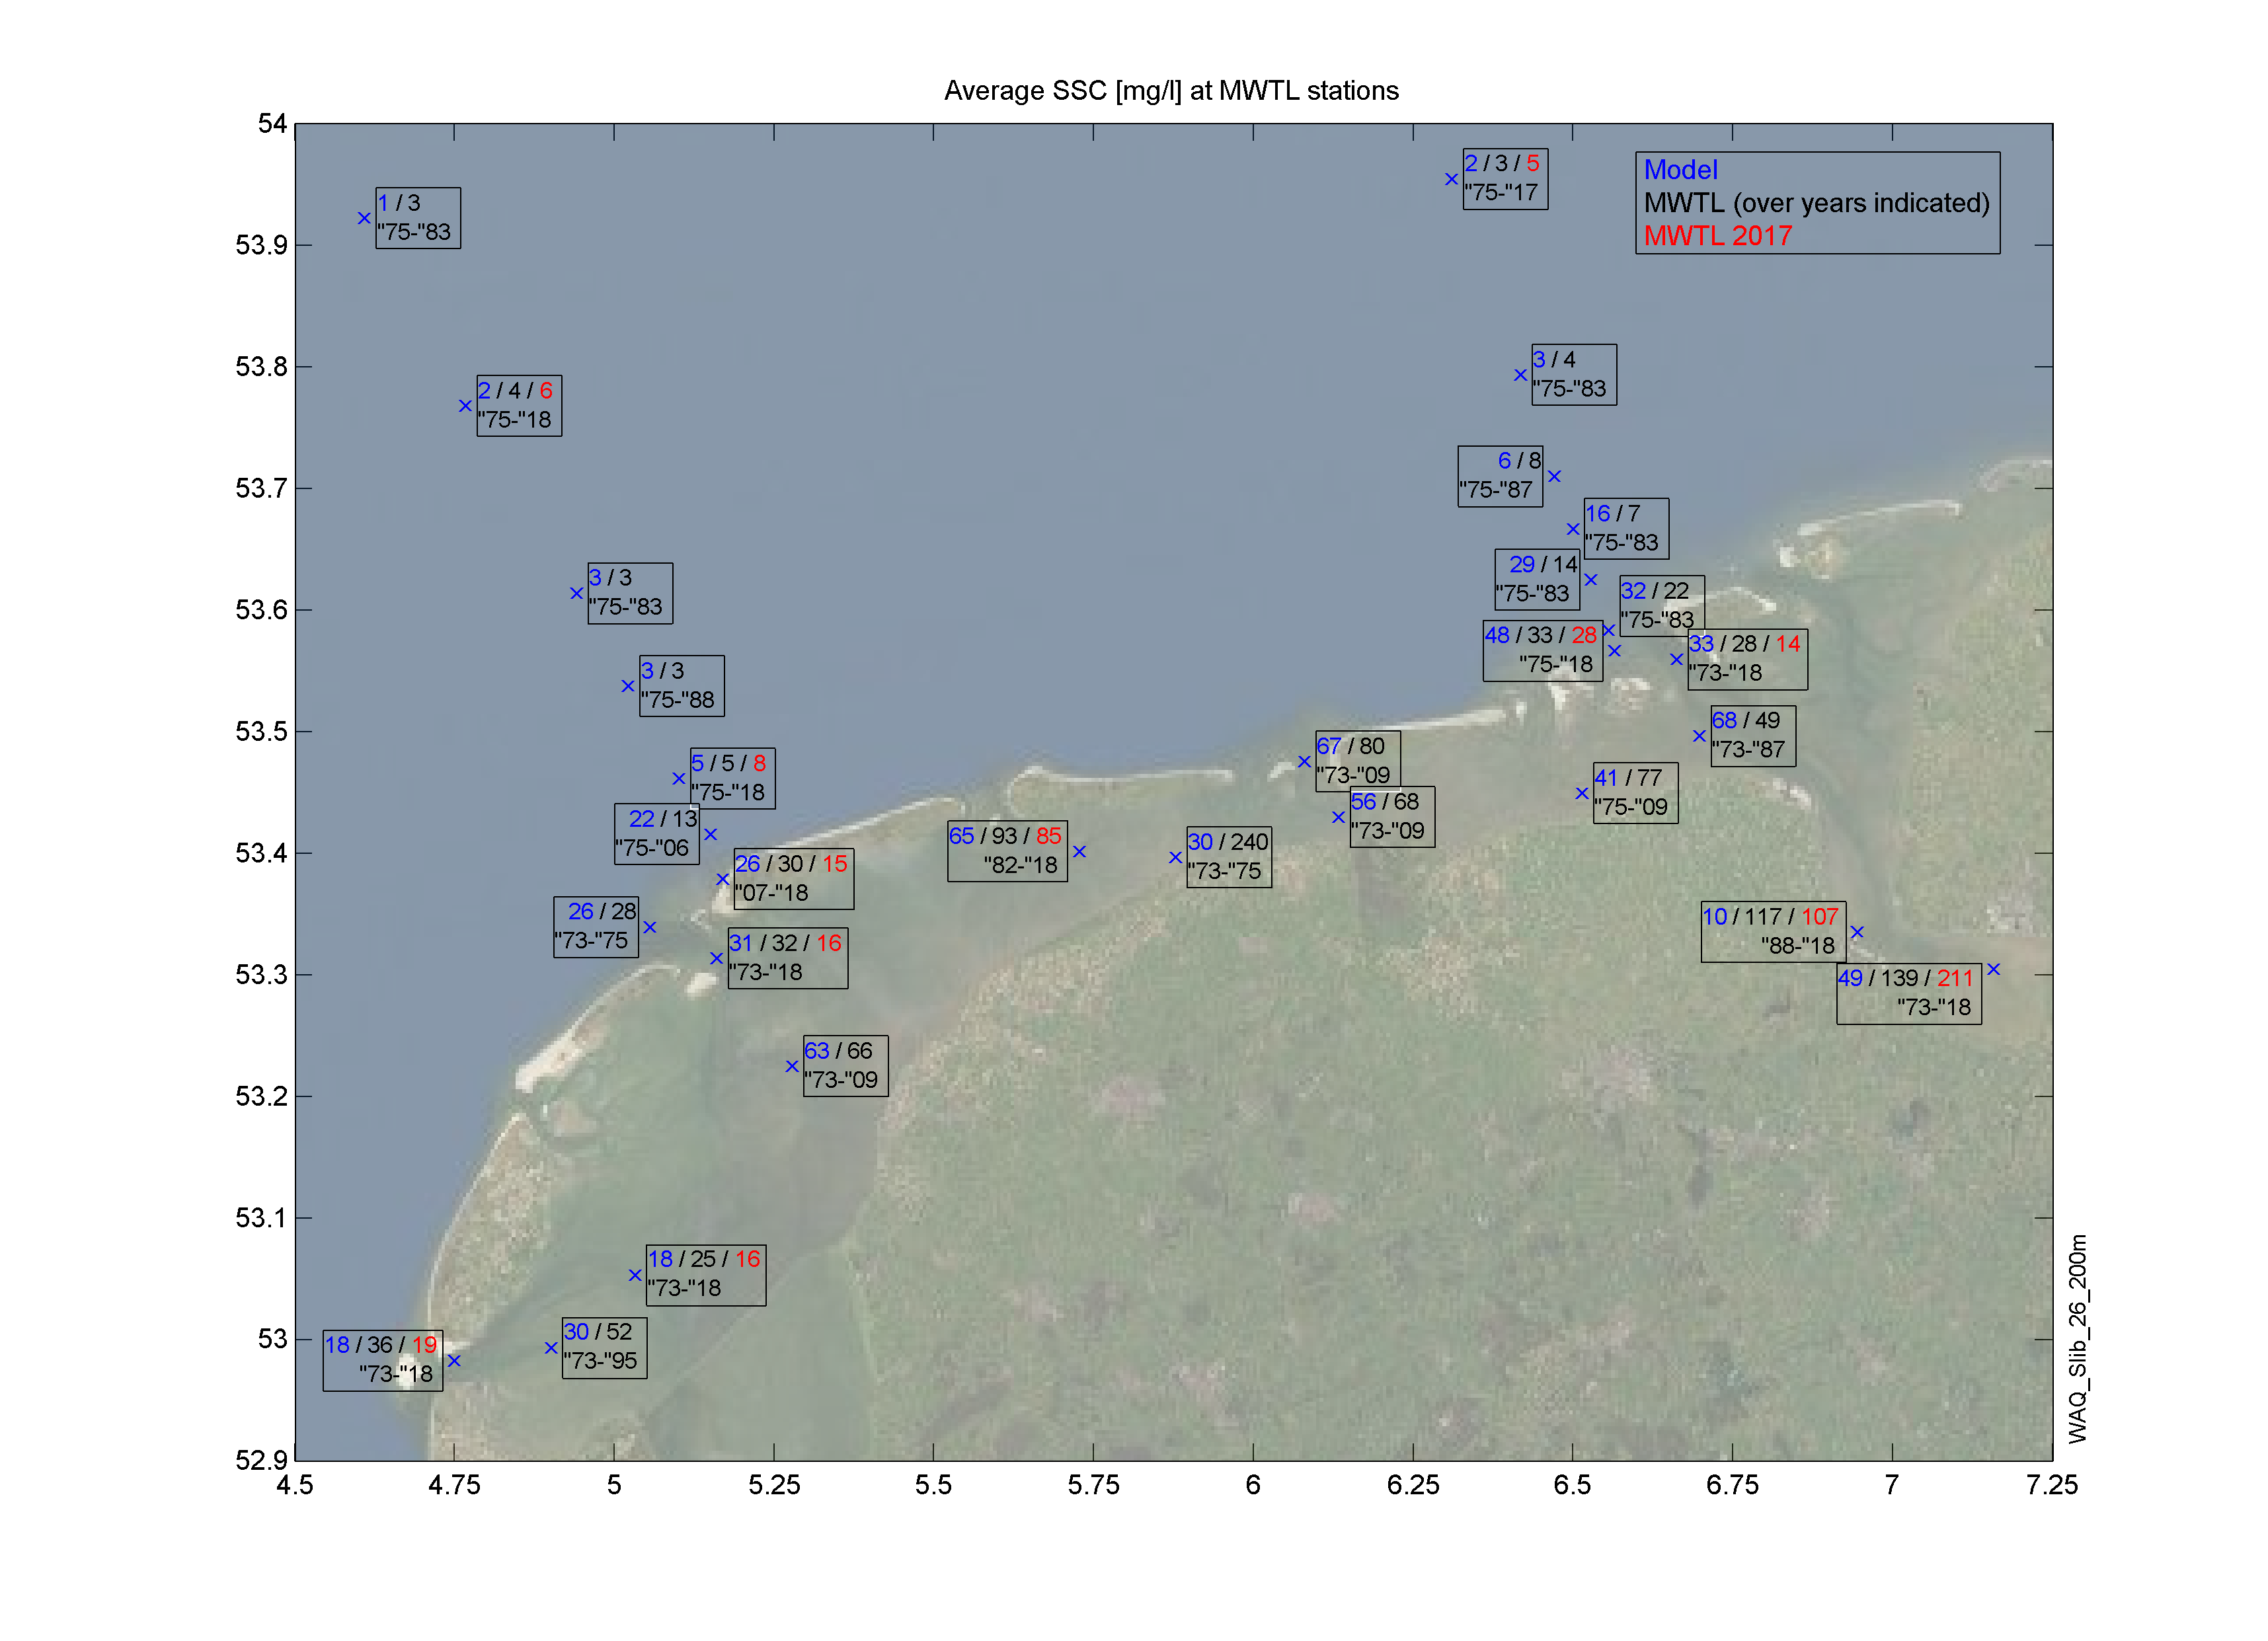 Average SSC [mg/l] at MWTL stations
54
53.9
53.8
53.7
53.6
53.5
53.4
53.3
53.2
53.1
53
52.9
4.5
4.75
5
5.25
5.5
5.75
6
6.25
6.5
6.75
7
7.25
Model
MWTL (over years indicated)
MWTL 2017
2 / 3 / 5
"75-"17
1 / 3
"75-"83
3 / 4
"75-"83
2 / 4 / 6
"75-"18
6 / 8
"75-"87
16 / 7
"75-"83
29 / 14
"75-"83
3 / 3
"75-"83
32 / 22
"75-"83
48 / 33 / 28
"75-"18
33 / 28 / 14
"73-"18
3 / 3
"75-"88
68 / 49
"73-"87
67 / 80
"73-"09
5 / 5 / 8
"75-"18
41 / 77
"75-"09
56 / 68
"73-"09
22 / 13
"75-"06
65 / 93 / 85
"82-"18
30 / 240
"73-"75
26 / 30 / 15
"07-"18
26 / 28
"73-"75
10 / 117 / 107
"88-"18
31 / 32 / 16
"73-"18
49 / 139 / 211
"73-"18
63 / 66
"73-"09
18 / 25 / 16
"73-"18
30 / 52
"73-"95
18 / 36 / 19
"73-"18
WAQ_Slib_26_200m